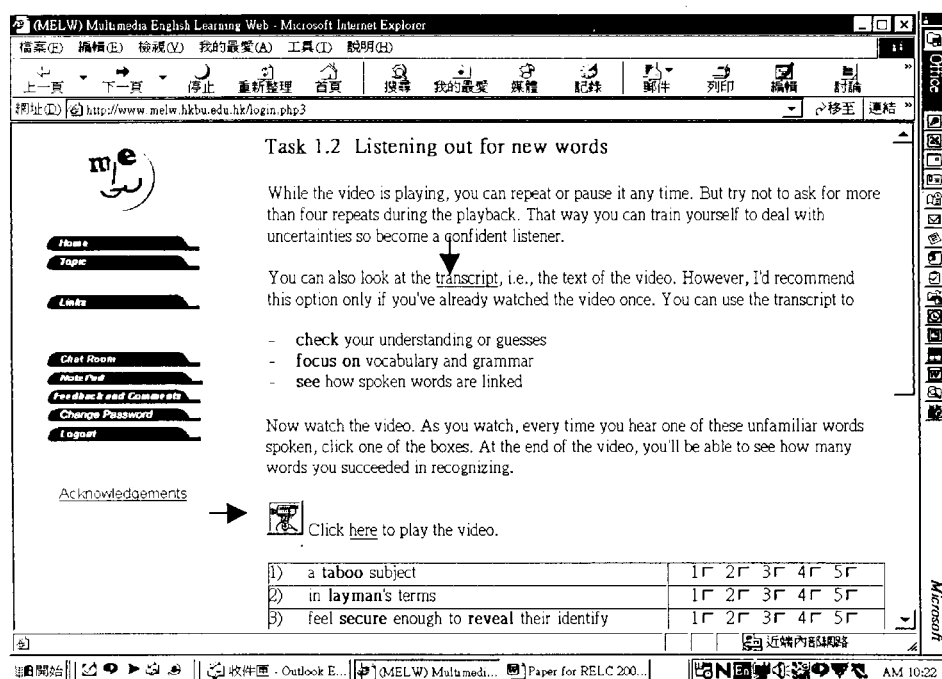 (MELW) Multimedia English Learning Web - Microsoft Internet Explorer
檔案(F) 編輯(E) 檢視(V) 我的最愛(A) 工具(T) 說明(H)
上一頁 下一頁 停止 重新整理 首頁 搜尋 我的最愛 媒體 記錄 郵件 列印 編輯 討論
網址(D) http://www.melw.hkbu.edu.hk/login.php3 移至 連結
Office
me
Home
Topic
Links
Chat Room
NotePad
Feedback and Comments
Change Password
Logout
Acknowledgements
Task 1.2 Listening out for new words
While the video is playing, you can repeat or pause it any time. But try not to ask for more
than four repeats during the playback. That way you can train yourself to deal with
uncertainties so become a confident listener.
You can also look at the transcript, i.e., the text of the video. However, I'd recommend
this option only if you've already watched the video once. You can use the transcript to
- check your understanding or guesses
- focus on vocabulary and grammar
- see how spoken words are linked
Now watch the video. As you watch, every time you hear one of these unfamiliar words
spoken, click one of the boxes. At the end of the video, you'll be able to see how many
words you succeeded in recognizing.
Click here to play the video.
1) a taboo subject 1 2 3 4 5
2) in layman's terms 1 2 3 4 5
3) feel secure enough to reveal their identify 1 2 3 4 5
Microsoft
近端內部網路
開始 收件匣 - Outlook E... (MELW) Multimedi... Paper for RELC 200... En AM 10:22